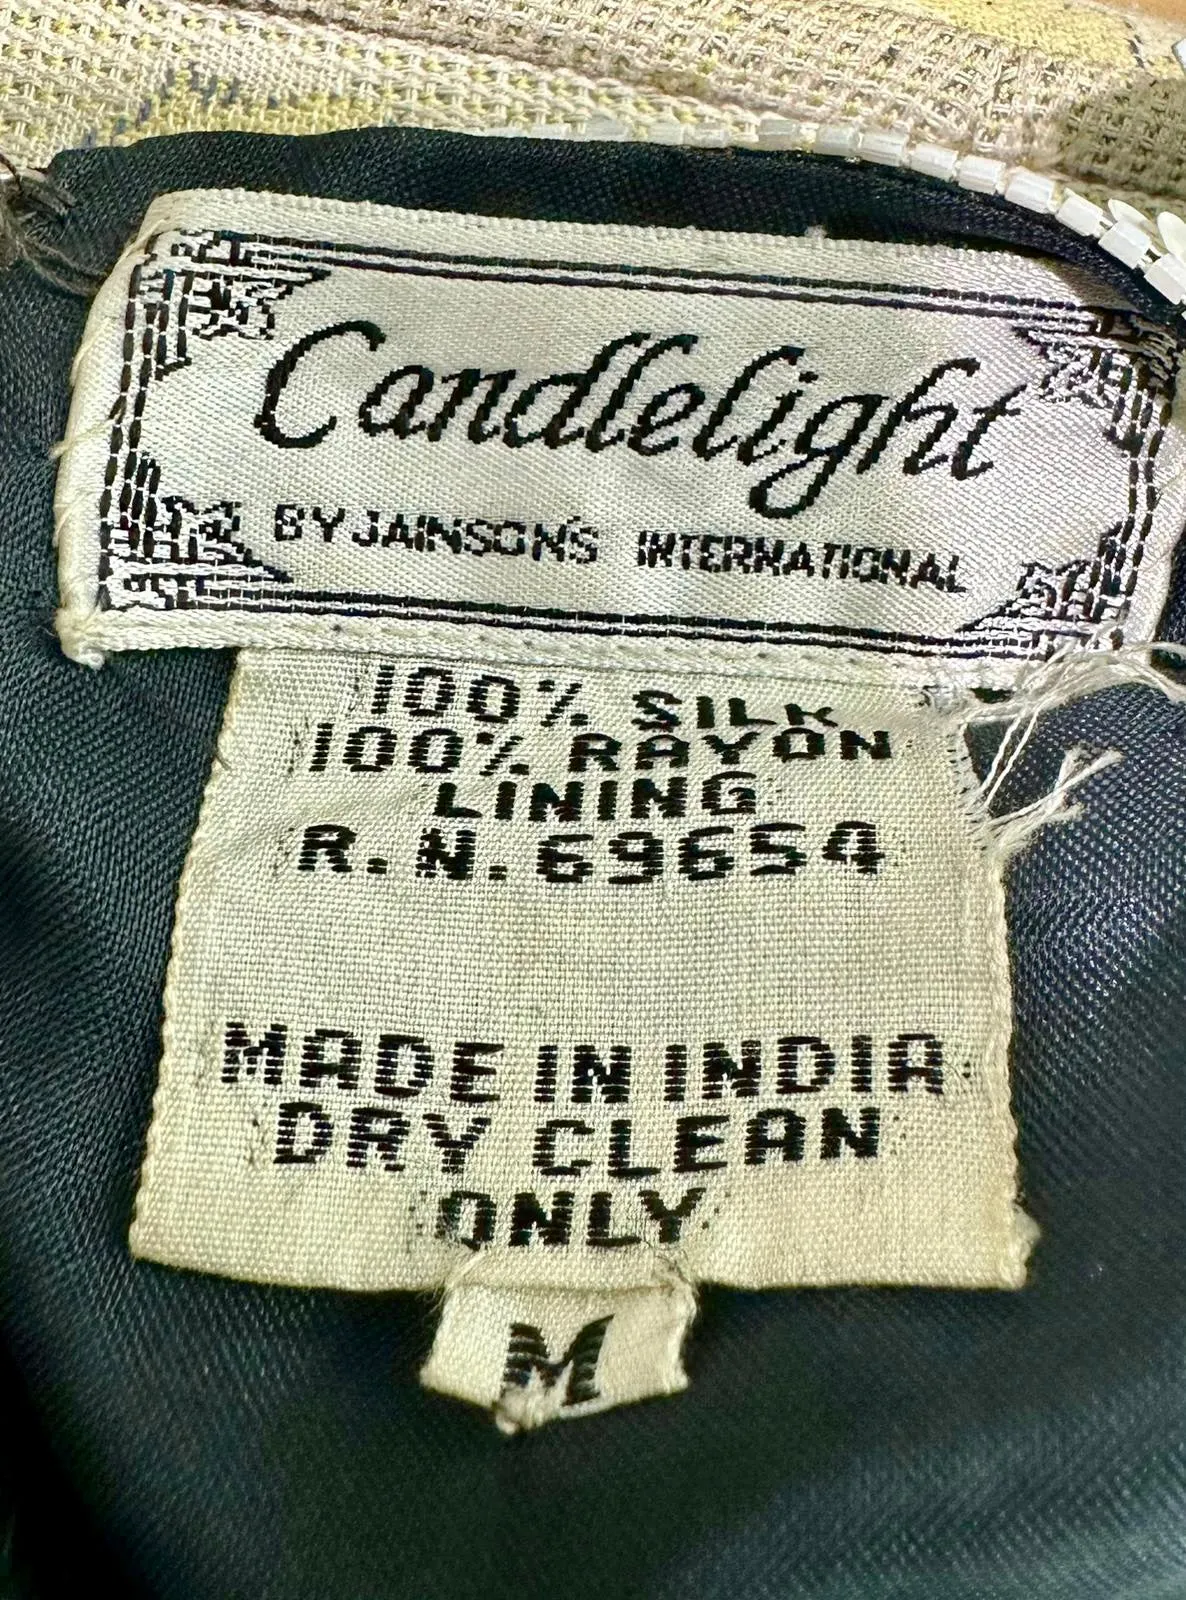 Candlelight
BY JAINSON'S INTERNATIONAL
100% SILK
100% RAYON
LINING
R.N.69654
MADE IN INDIA
DRY CLEAN
ONLY
M